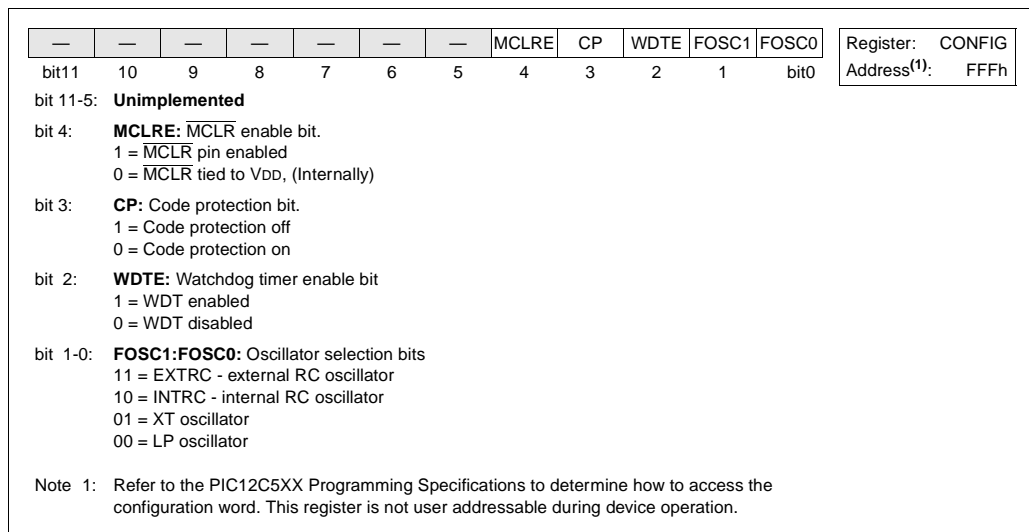 — — — — — — — MCLRE CP WDTE FOSC1 FOSC0
bit11 10 9 8 7 6 5 4 3 2 1 bit0
Register: CONFIG
Address(1): FFFh
bit 11-5: Unimplemented
bit 4: MCLRE: MCLR enable bit.
1 = MCLR pin enabled
0 = MCLR tied to VDD, (Internally)
bit 3: CP: Code protection bit.
1 = Code protection off
0 = Code protection on
bit 2: WDTE: Watchdog timer enable bit
1 = WDT enabled
0 = WDT disabled
bit 1-0: FOSC1:FOSC0: Oscillator selection bits
11 = EXTRC - external RC oscillator
10 = INTRC - internal RC oscillator
01 = XT oscillator
00 = LP oscillator
Note 1: Refer to the PIC12C5XX Programming Specifications to determine how to access the
configuration word. This register is not user addressable during device operation.